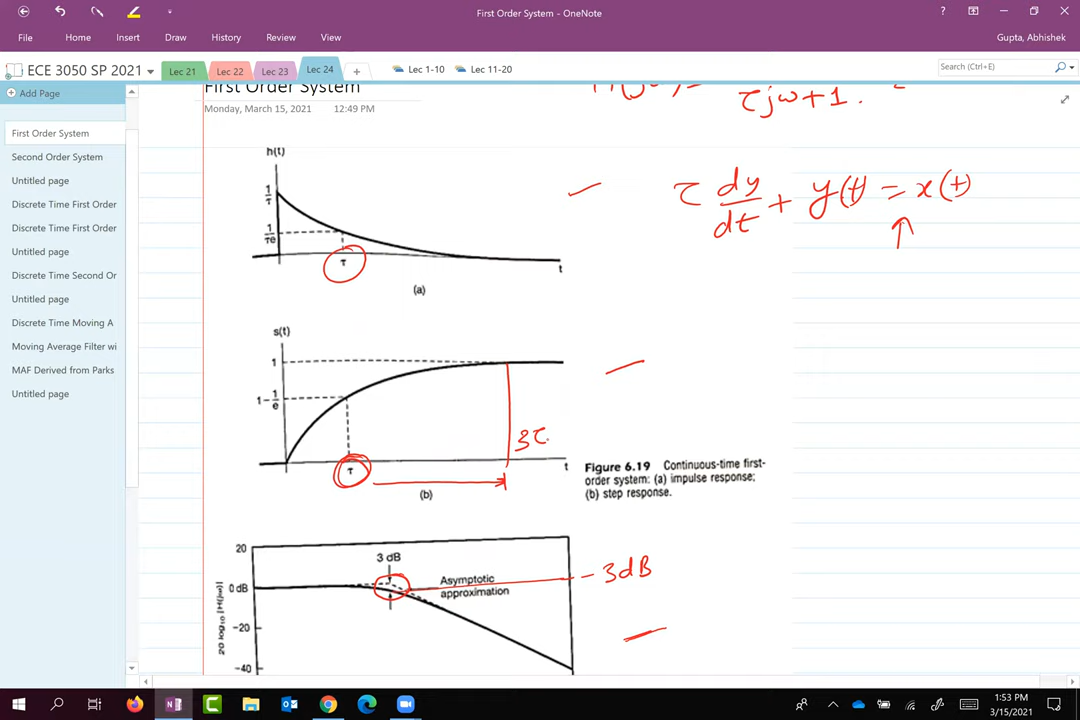 First Order System - OneNote
Gupta, Abhishek
File Home Insert Draw History Review View
ECE 3050 SP 2021 Lec 21 Lec 22 Lec 23 Lec 24 + Lec 1-10 Lec 11-20 Search (Ctrl+E)
Add Page
First Order System
Second Order System
Untitled page
Discrete Time First Order
Discrete Time First Order
Untitled page
Discrete Time Second Or
Untitled page
Discrete Time Moving A
Moving Average Filter wi
MAF Derived from Parks
Untitled page
First Order System
Monday, March 15, 2021 12:49 PM
τjω+1.
τ dy/dt + y(t) = x(t)
h(t)
1/τ
1/τe
τ
t
(a)
s(t)
1
1-1/e
3τ
τ
t
(b)
Figure 6.19 Continuous-time first-
order system: (a) impulse response;
(b) step response.
20
3 dB
0 dB
Asymptotic
approximation
-3dB
20 log10 |H(jω)|
-20
-40
1:53 PM
3/15/2021